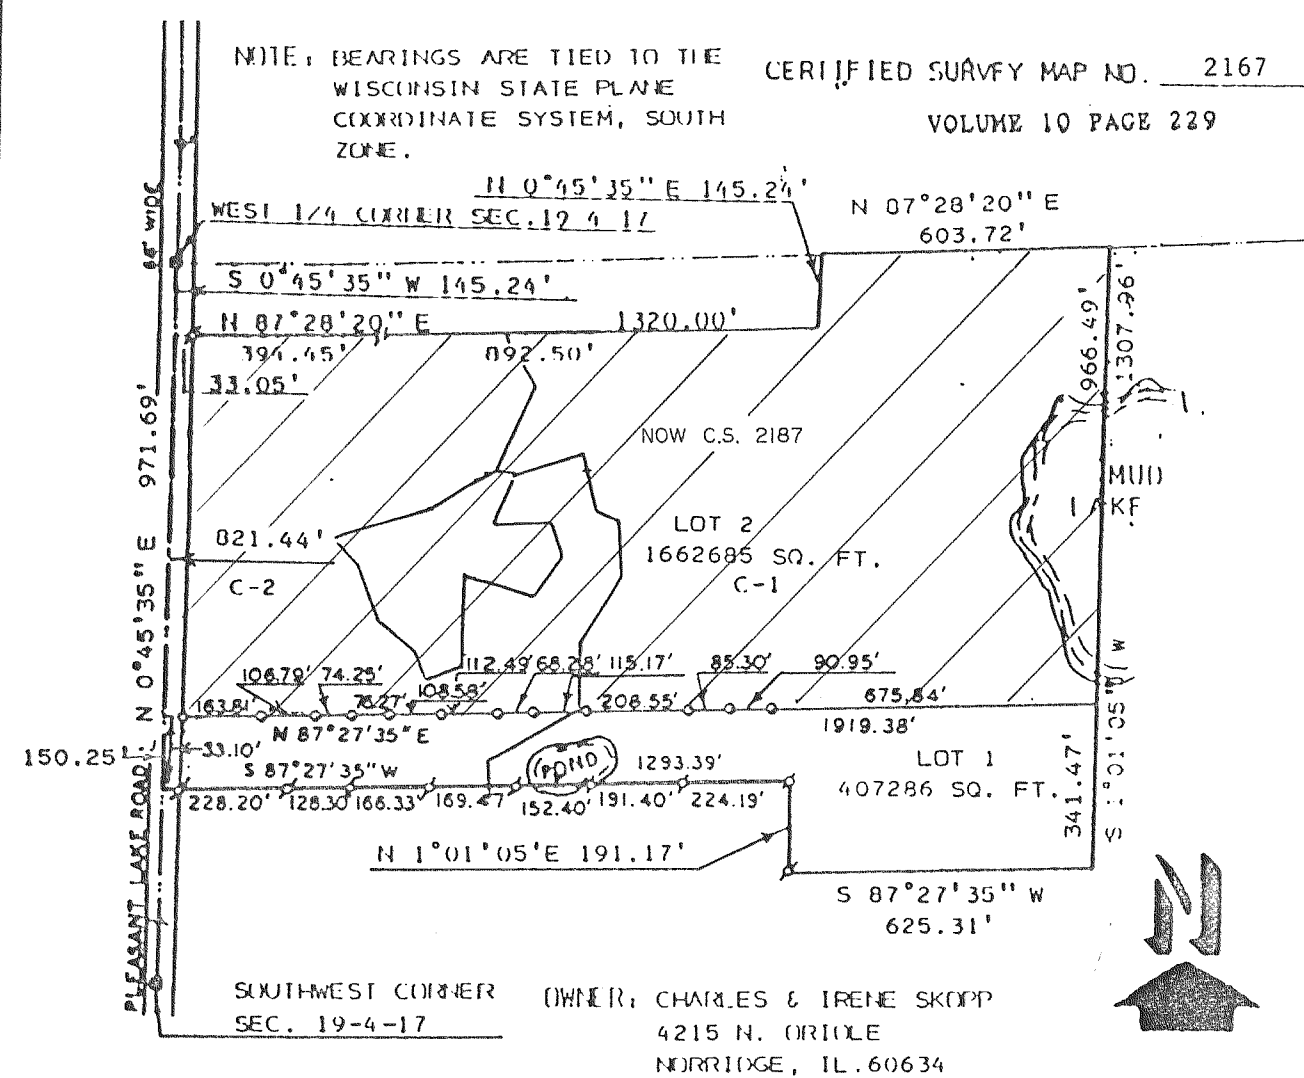 NOTE: BEARINGS ARE TIED TO THE
WISCONSIN STATE PLANE
COORDINATE SYSTEM, SOUTH
ZONE.
CERTIFIED SURVEY MAP NO. 2167
VOLUME 10 PAGE 229
N 0°45'35" E 145.24'
WEST 1/4 CORNER SEC.19 4 17
N 87°28'20" E
603.72'
66' WIDE
S 0°45'35" W 145.24'
N 87°28'20" E 1320.00'
394.45' 892.50'
33.05'
966.49'
1307.96'
971.69'
N 0°45'35" E
NOW C.S. 2187
MUD
LOT 2
1662685 SQ. FT.
C-1
821.44'
C-2
106.79' 74.25' 112.49' 68.28' 115.17' 85.30' 90.95'
163.81' 76.27' 108.58' 208.55' 675.84'
N 87°27'35" E 1919.38'
150.25' 33.10'
S 87°27'35" W POND 1293.39'
LOT 1
407286 SQ. FT.
228.20' 128.30' 166.33' 169.47' 152.40' 191.40' 224.19'
341.47'
S 1°01'05" W
N 1°01'05" E 191.17'
S 87°27'35" W
625.31'
PLEASANT LAKE ROAD
N
SOUTHWEST CORNER
SEC. 19-4-17
OWNER: CHARLES & IRENE SKOPP
4215 N. ORIOLE
NORRIDGE, IL. 60634